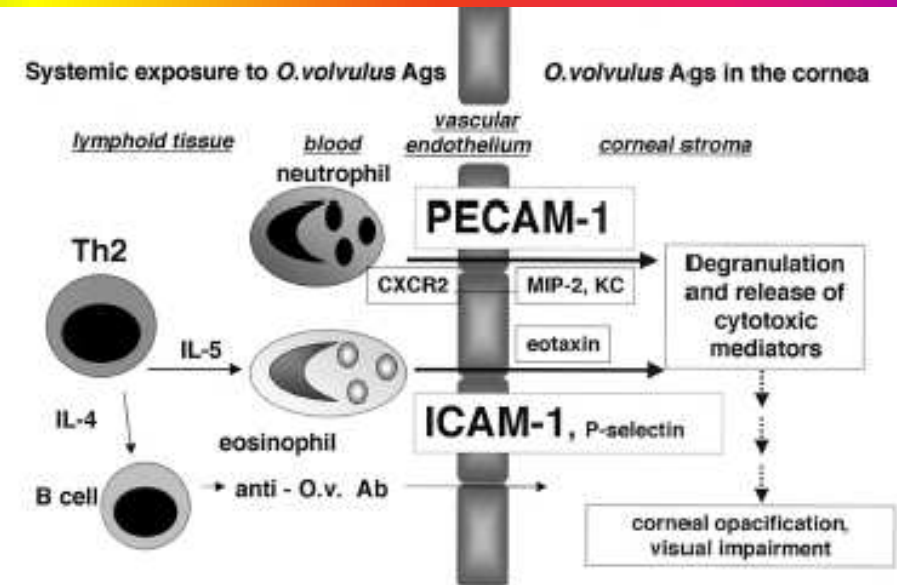 Systemic exposure to O.volvulus Ags
O.volvulus Ags in the cornea
lymphoid tissue
blood
vascular
endothelium
corneal stroma
neutrophil
PECAM-1
Th2
CXCR2
MIP-2, KC
Degranulation
and release of
cytotoxic
mediators
IL-5
eotaxin
IL-4
eosinophil
ICAM-1, P-selectin
B cell
anti - O.v. Ab
corneal opacification,
visual impairment